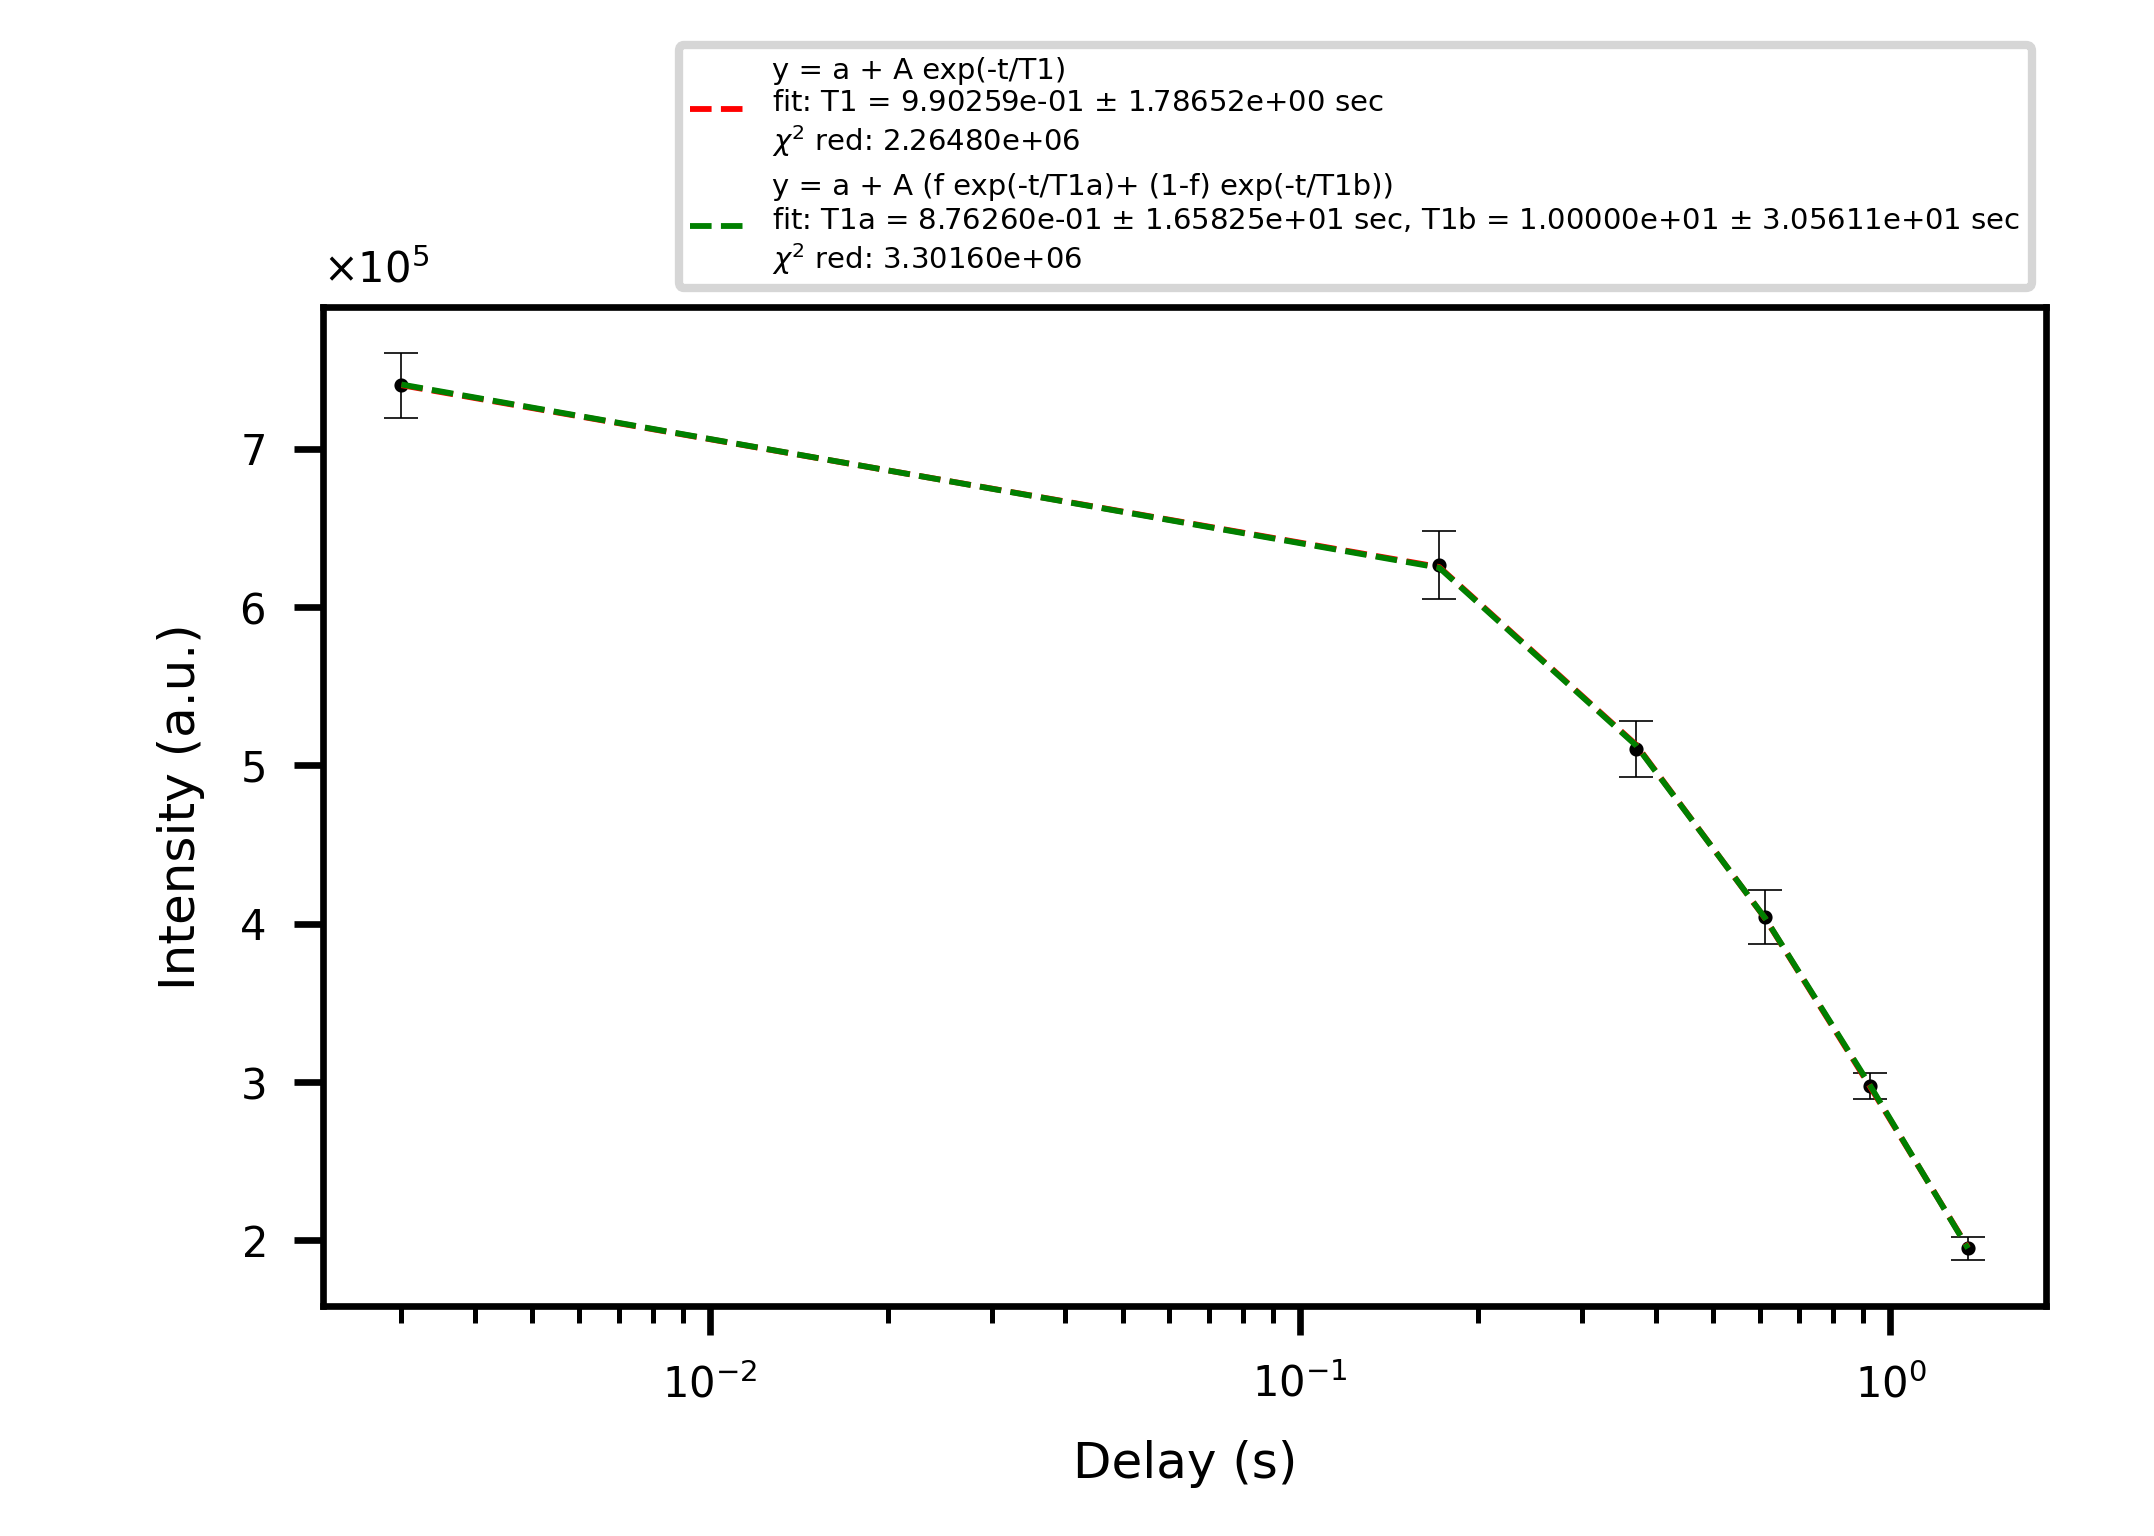 y = a + A exp(-t/T1)
fit: T1 = 9.90259e-01 ± 1.78652e+00 sec
χ² red: 2.26480e+06
y = a + A (f exp(-t/T1a)+ (1-f) exp(-t/T1b))
fit: T1a = 8.76260e-01 ± 1.65825e+01 sec, T1b = 1.00000e+01 ± 3.05611e+01 sec
χ² red: 3.30160e+06
×10⁵
7
6
5
4
3
2
Intensity (a.u.)
10⁻² 10⁻¹ 10⁰
Delay (s)